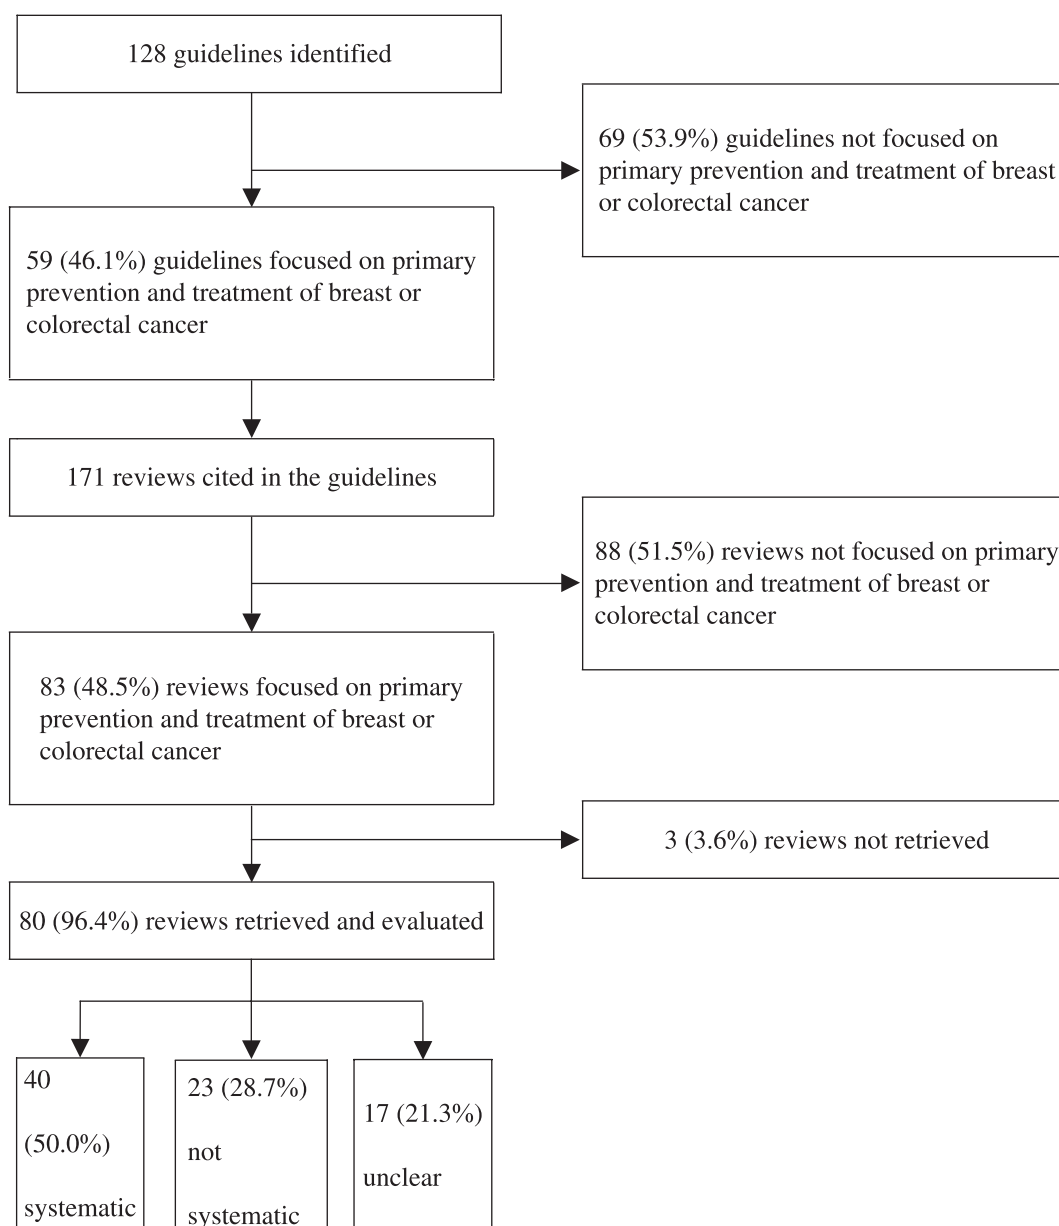 128 guidelines identified
69 (53.9%) guidelines not focused on
primary prevention and treatment of breast
or colorectal cancer
59 (46.1%) guidelines focused on primary
prevention and treatment of breast or
colorectal cancer
171 reviews cited in the guidelines
88 (51.5%) reviews not focused on primary
prevention and treatment of breast or
colorectal cancer
83 (48.5%) reviews focused on primary
prevention and treatment of breast or
colorectal cancer
3 (3.6%) reviews not retrieved
80 (96.4%) reviews retrieved and evaluated
40
(50.0%)
systematic
23 (28.7%)
not
systematic
17 (21.3%)
unclear